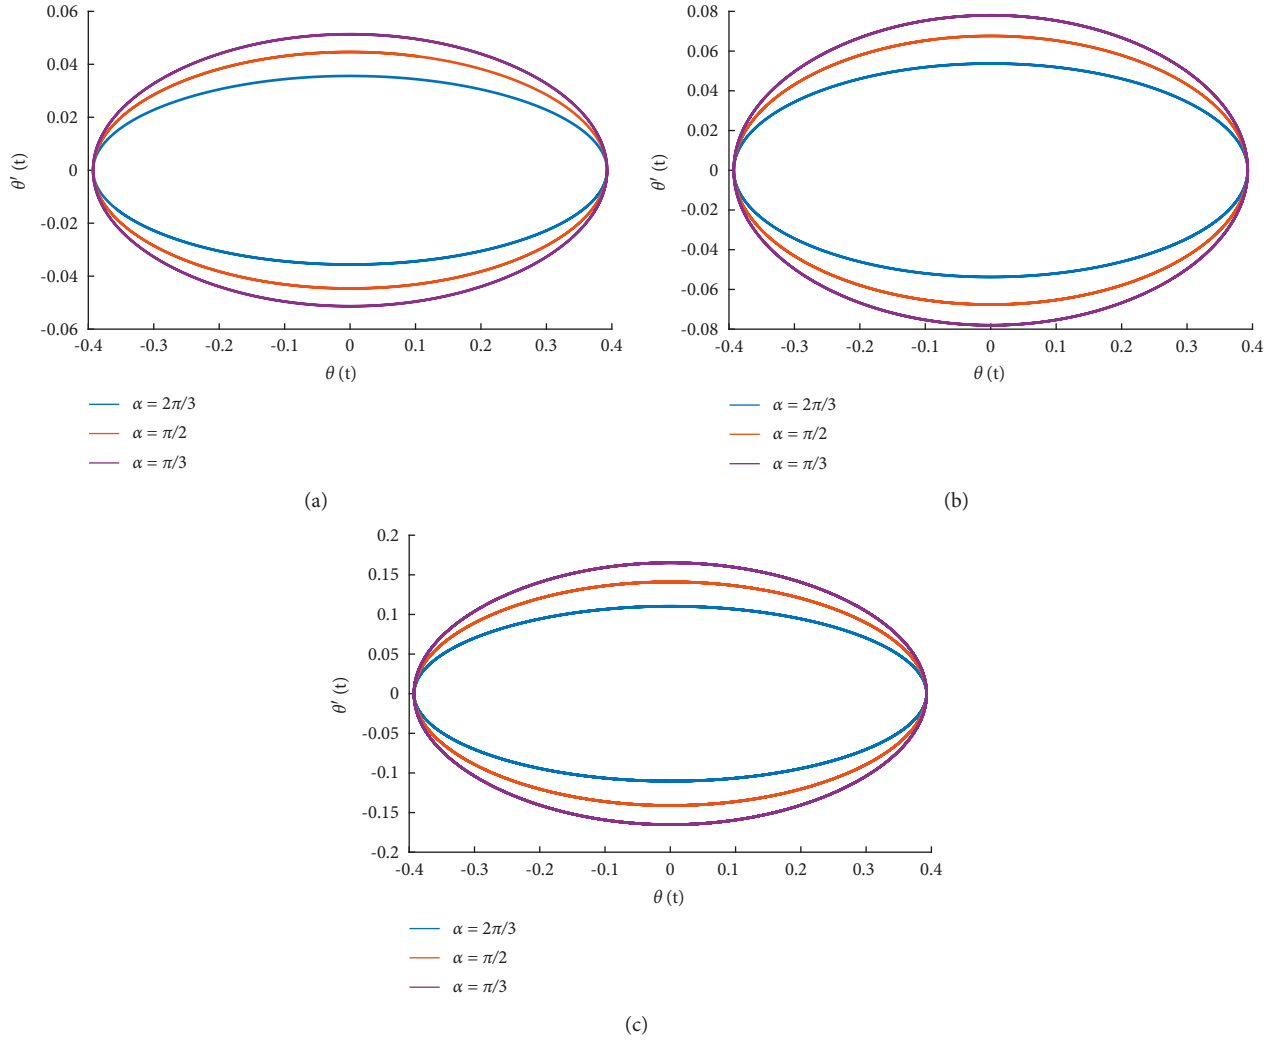 0.06
0.04
0.02
0
-0.02
-0.04
-0.06
θ′ (t)
-0.4 -0.3 -0.2 -0.1 0 0.1 0.2 0.3 0.4
θ (t)
α = 2π/3
α = π/2
α = π/3
(a)
0.08
0.06
0.04
0.02
0
-0.02
-0.04
-0.06
-0.08
θ′ (t)
-0.4 -0.3 -0.2 -0.1 0 0.1 0.2 0.3 0.4
θ (t)
α = 2π/3
α = π/2
α = π/3
(b)
0.2
0.15
0.1
0.05
0
-0.05
-0.1
-0.15
-0.2
θ′ (t)
-0.4 -0.3 -0.2 -0.1 0 0.1 0.2 0.3 0.4
θ (t)
α = 2π/3
α = π/2
α = π/3
(c)